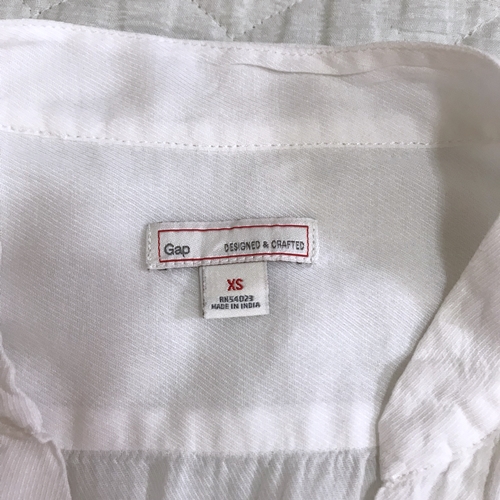 Gap DESIGNED & CRAFTED
XS
RN54023
MADE IN INDIA